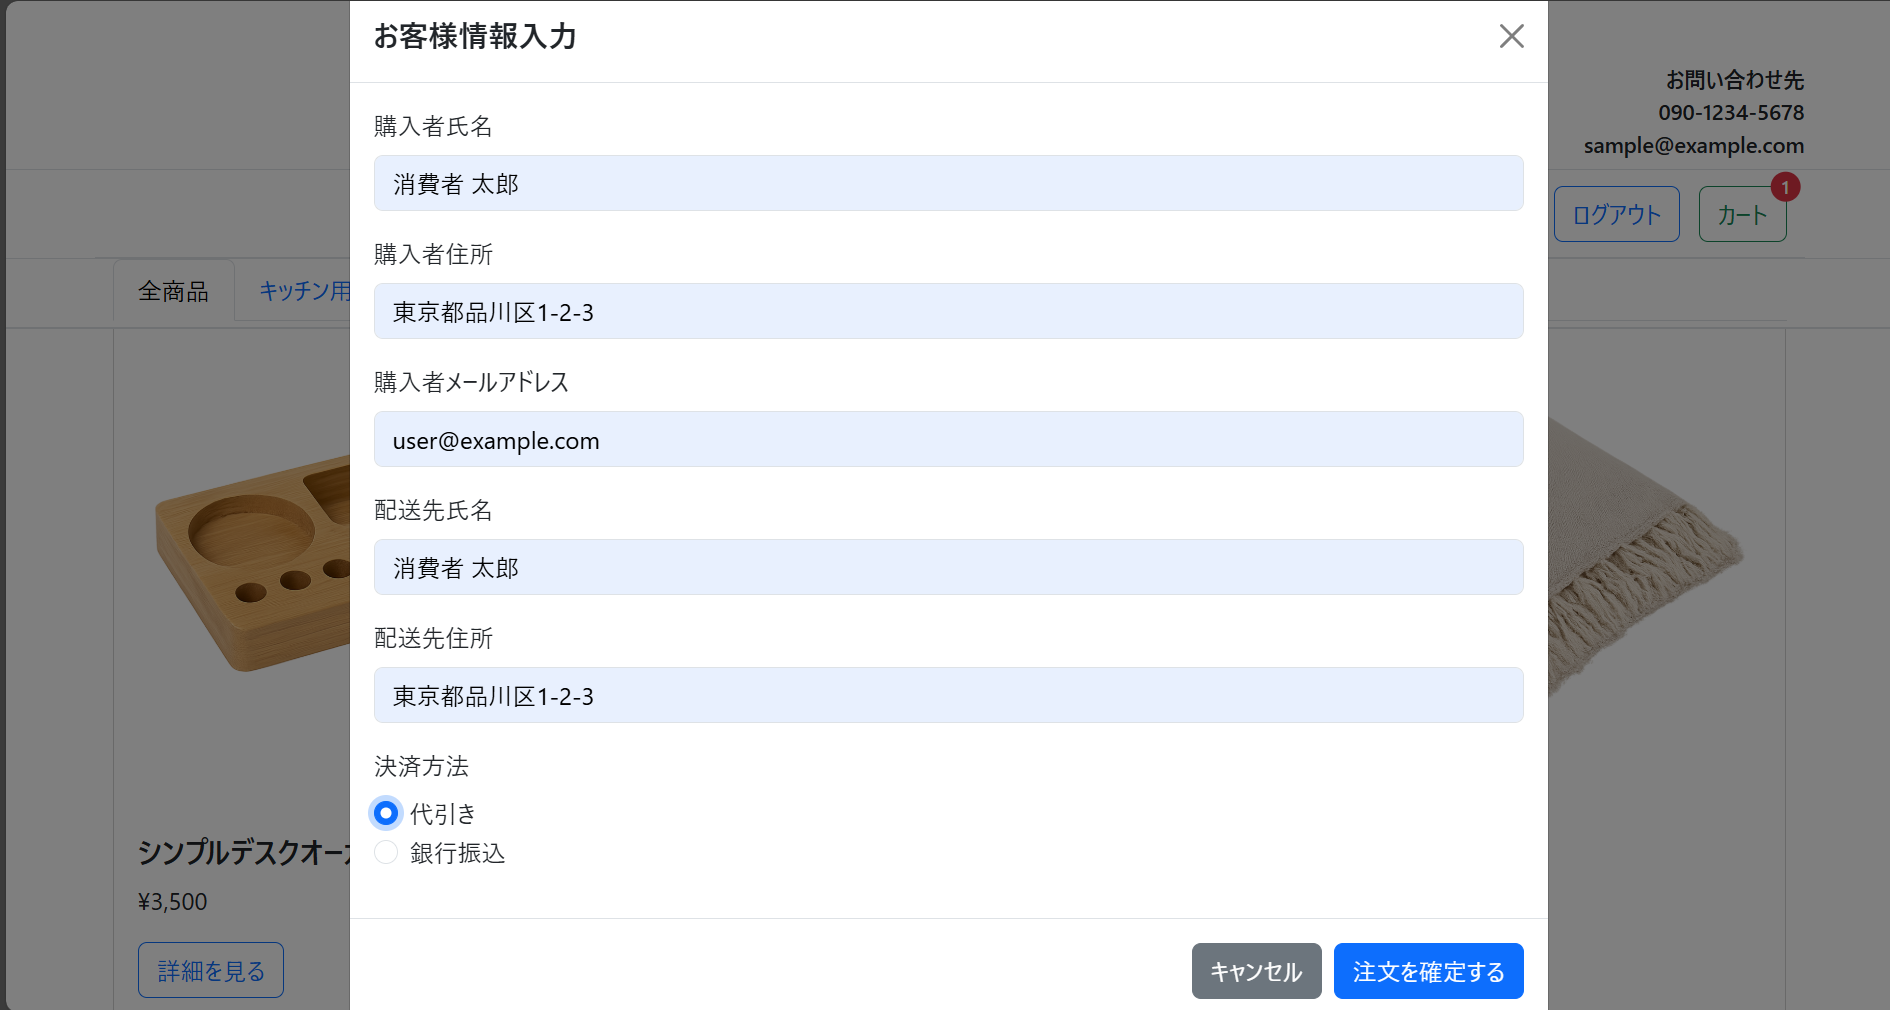 お客様情報入力
お問い合わせ先
090-1234-5678
sample@example.com
ログアウト
カート
1
全商品
キッチン用
購入者氏名
消費者 太郎
購入者住所
東京都品川区1-2-3
購入者メールアドレス
user@example.com
配送先氏名
消費者 太郎
配送先住所
東京都品川区1-2-3
決済方法
代引き
銀行振込
シンプルデスクオー
¥3,500
詳細を見る
キャンセル
注文を確定する